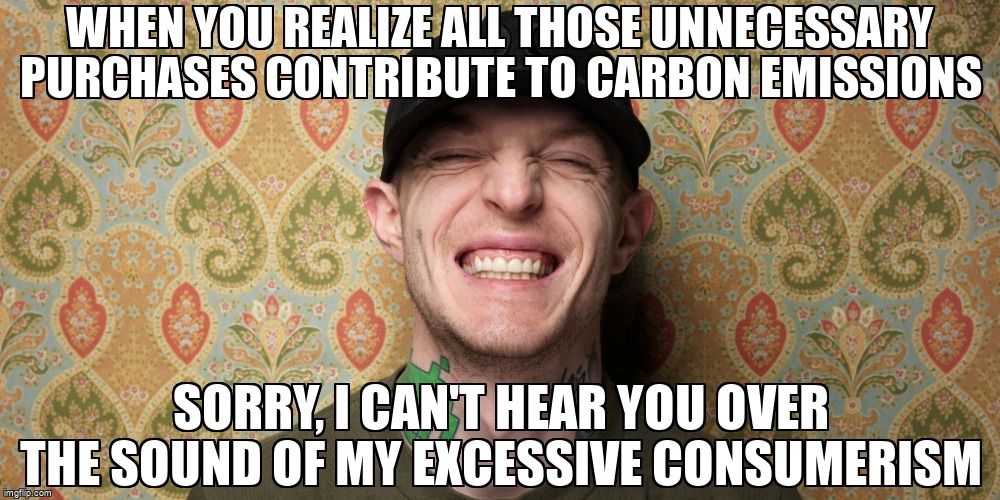 WHEN YOU REALIZE ALL THOSE UNNECESSARY
PURCHASES CONTRIBUTE TO CARBON EMISSIONS
SORRY, I CAN'T HEAR YOU OVER
THE SOUND OF MY EXCESSIVE CONSUMERISM
imgflip.com